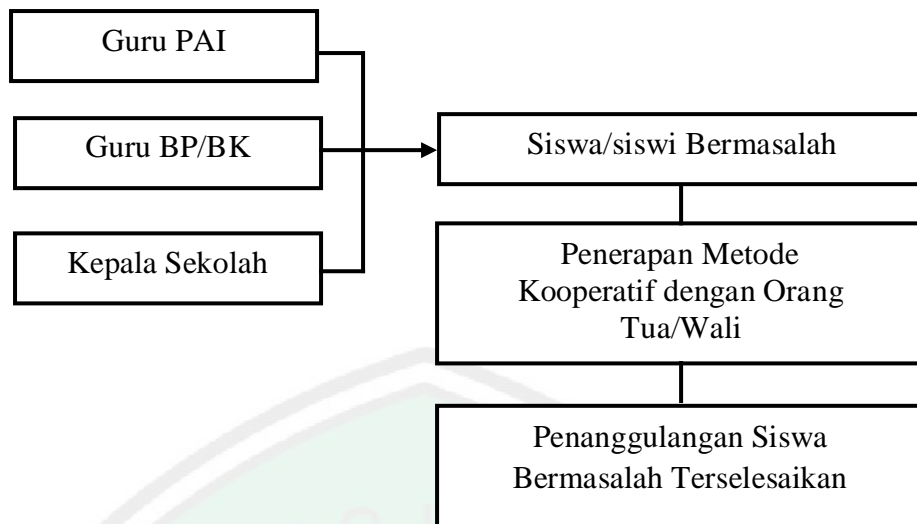 Guru PAI
Guru BP/BK
Kepala Sekolah
Siswa/siswi Bermasalah
Penerapan Metode
Kooperatif dengan Orang
Tua/Wali
Penanggulangan Siswa
Bermasalah Terselesaikan